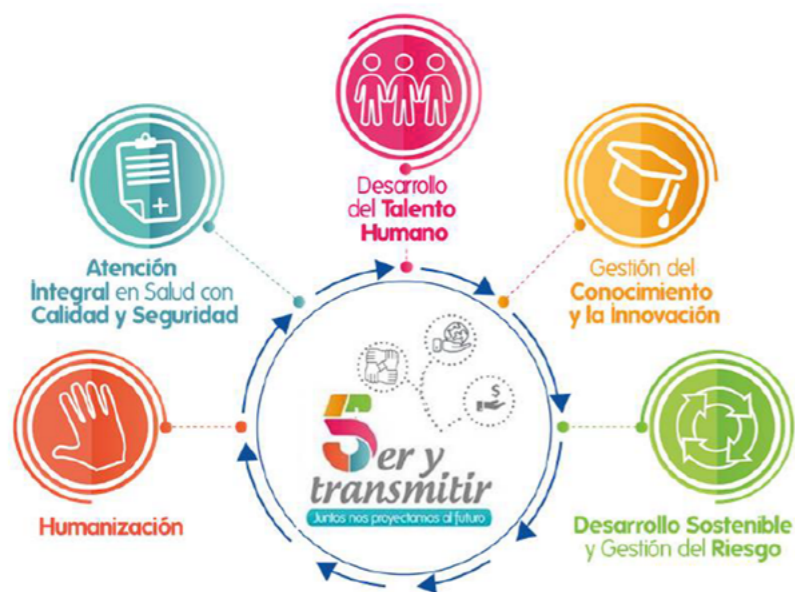 Desarrollo
del Talento
Humano
Atención
Integral en Salud con
Calidad y Seguridad
Gestión del
Conocimiento
y la Innovación
Humanización
$
5er y
transmitir
Juntos nos proyectamos al futuro
Desarrollo Sostenible
y Gestión del Riesgo